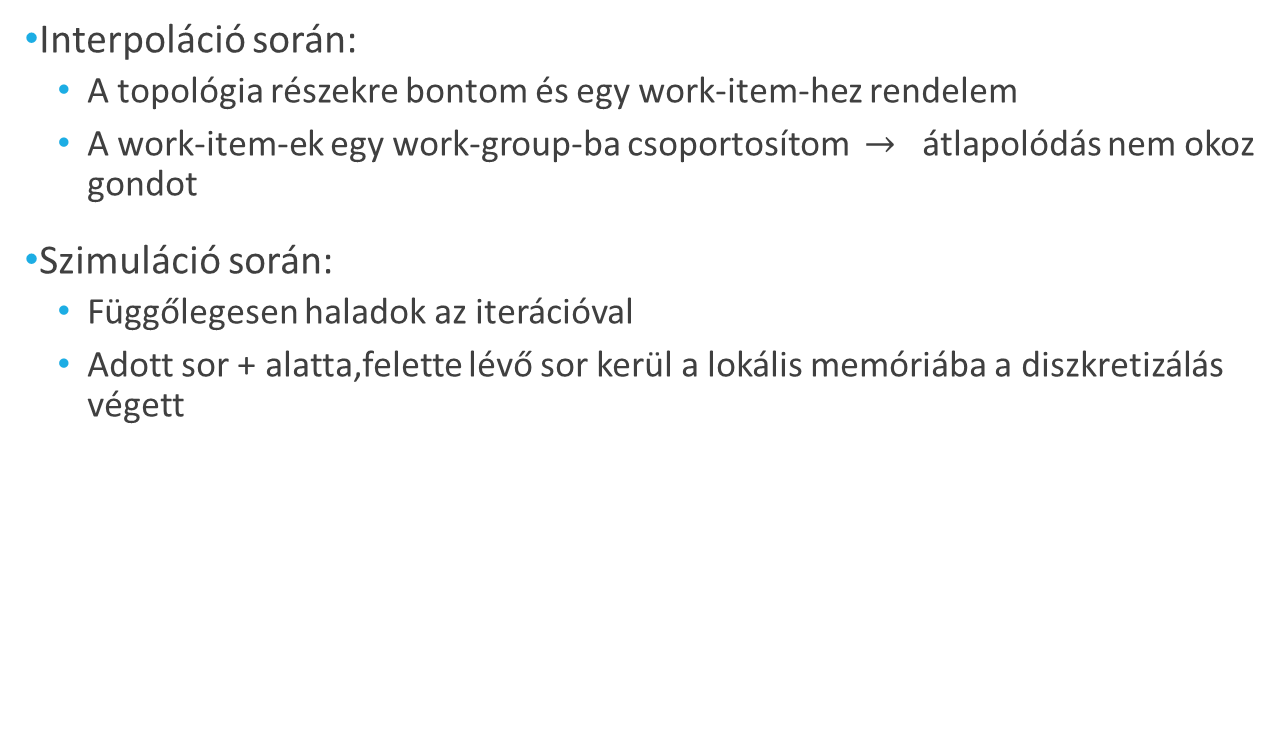 •Interpoláció során:
• A topológia részekre bontom és egy work-item-hez rendelem
• A work-item-ek egy work-group-ba csoportosítom → átlapolódás nem okoz
gondot
•Szimuláció során:
• Függőlegesen haladok az iterációval
• Adott sor + alatta,felette lévő sor kerül a lokális memóriába a diszkretizálás
végett